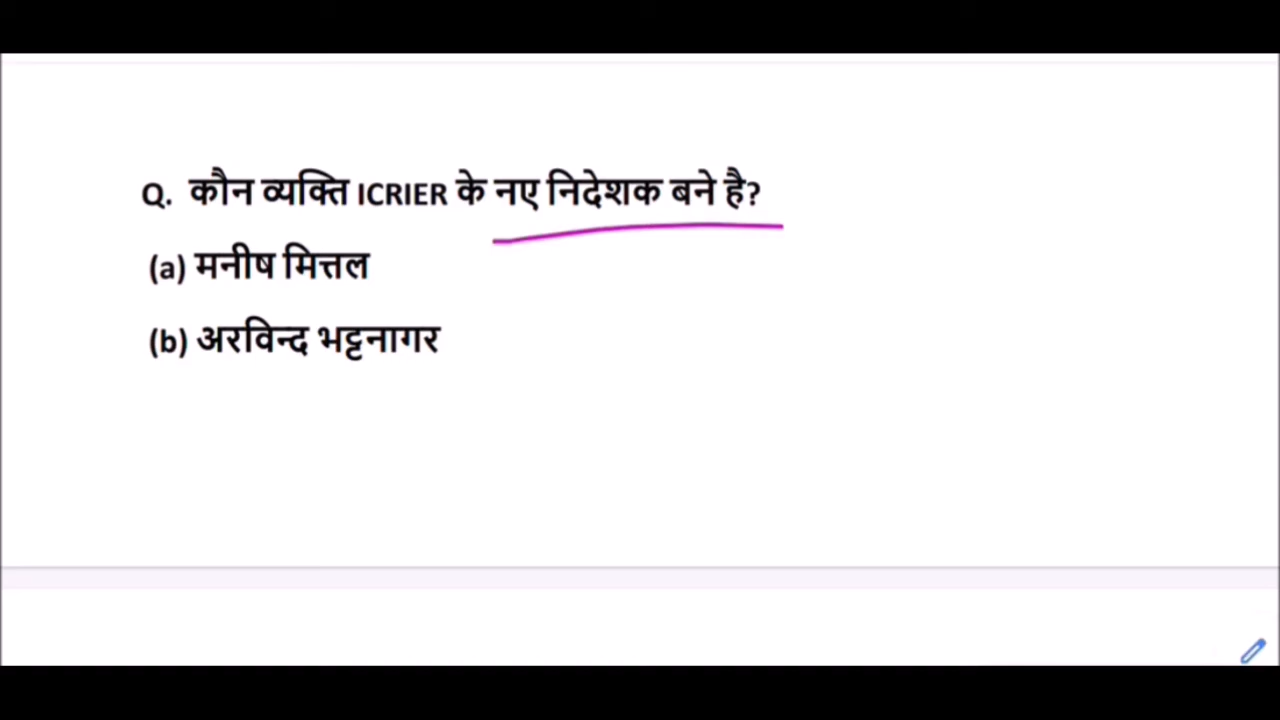 Q. कौन व्यक्ति ICRIER के नए निदेशक बने है?
(a) मनीष मित्तल
(b) अरविन्द भट्टनागर